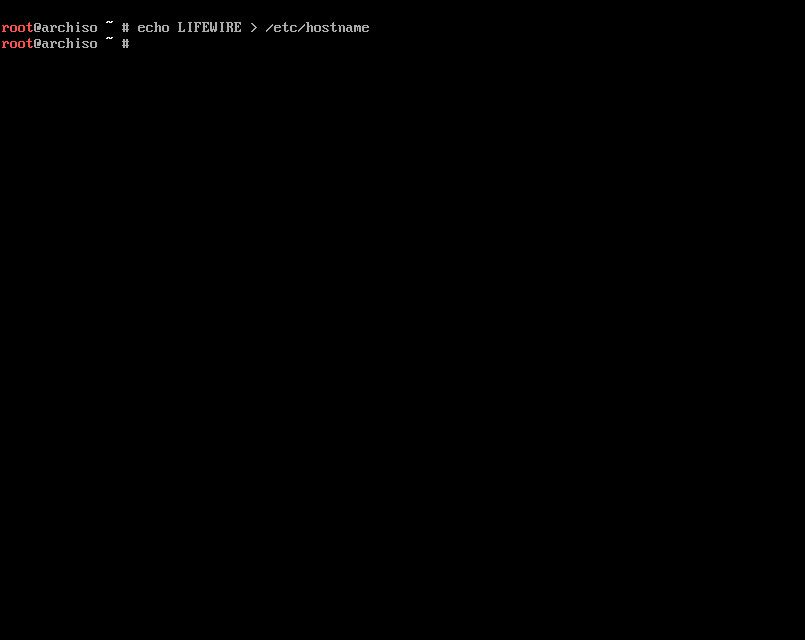 root@archiso ~ # echo LIFEWIRE > /etc/hostname
root@archiso ~ #